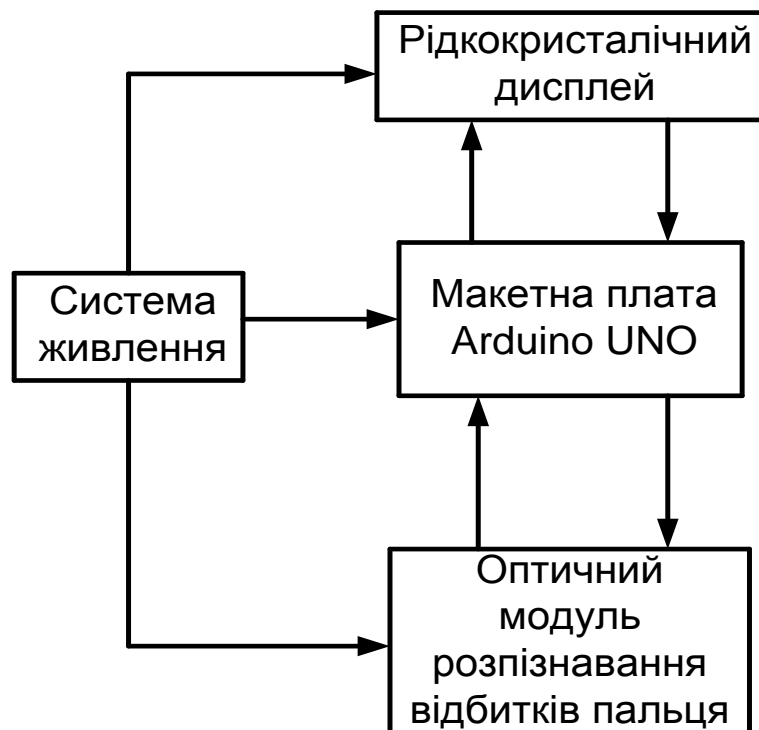 Рідкокристалічний
дисплей
Система
живлення
Макетна плата
Arduino UNO
Оптичний
модуль
розпізнавання
відбитків пальця